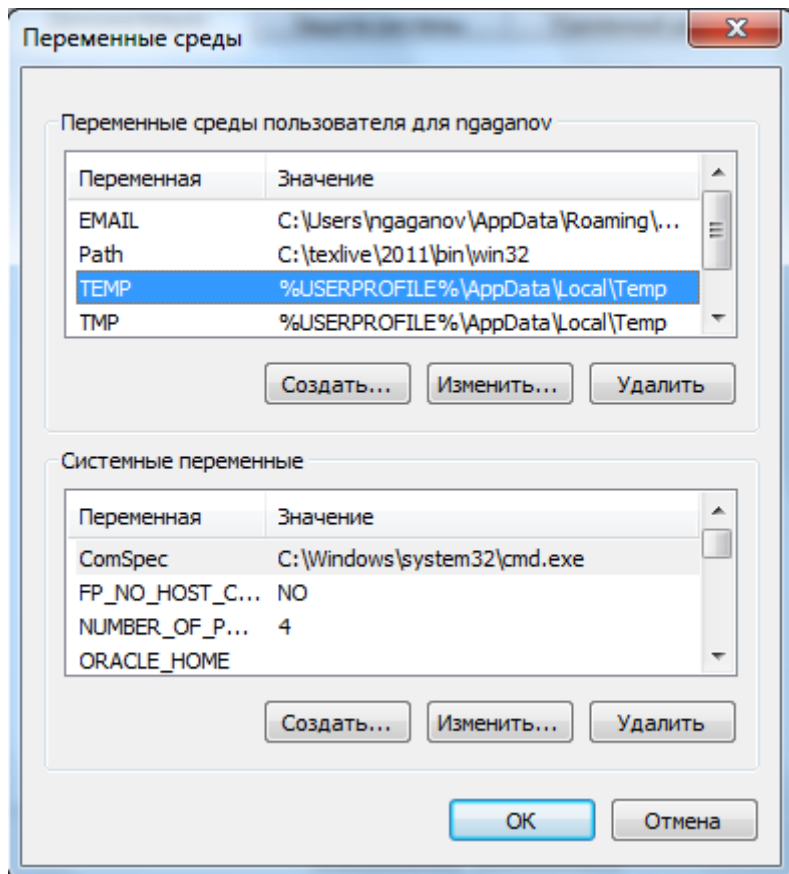 Переменные среды
Переменные среды пользователя для ngaganov
Переменная Значение
EMAIL C:\Users\ngaganov\AppData\Roaming\...
Path C:\texlive\2011\bin\win32
TEMP %USERPROFILE%\AppData\Local\Temp
TMP %USERPROFILE%\AppData\Local\Temp
Создать... Изменить... Удалить
Системные переменные
Переменная Значение
ComSpec C:\Windows\system32\cmd.exe
FP_NO_HOST_C... NO
NUMBER_OF_P... 4
ORACLE_HOME
Создать... Изменить... Удалить
ОК Отмена